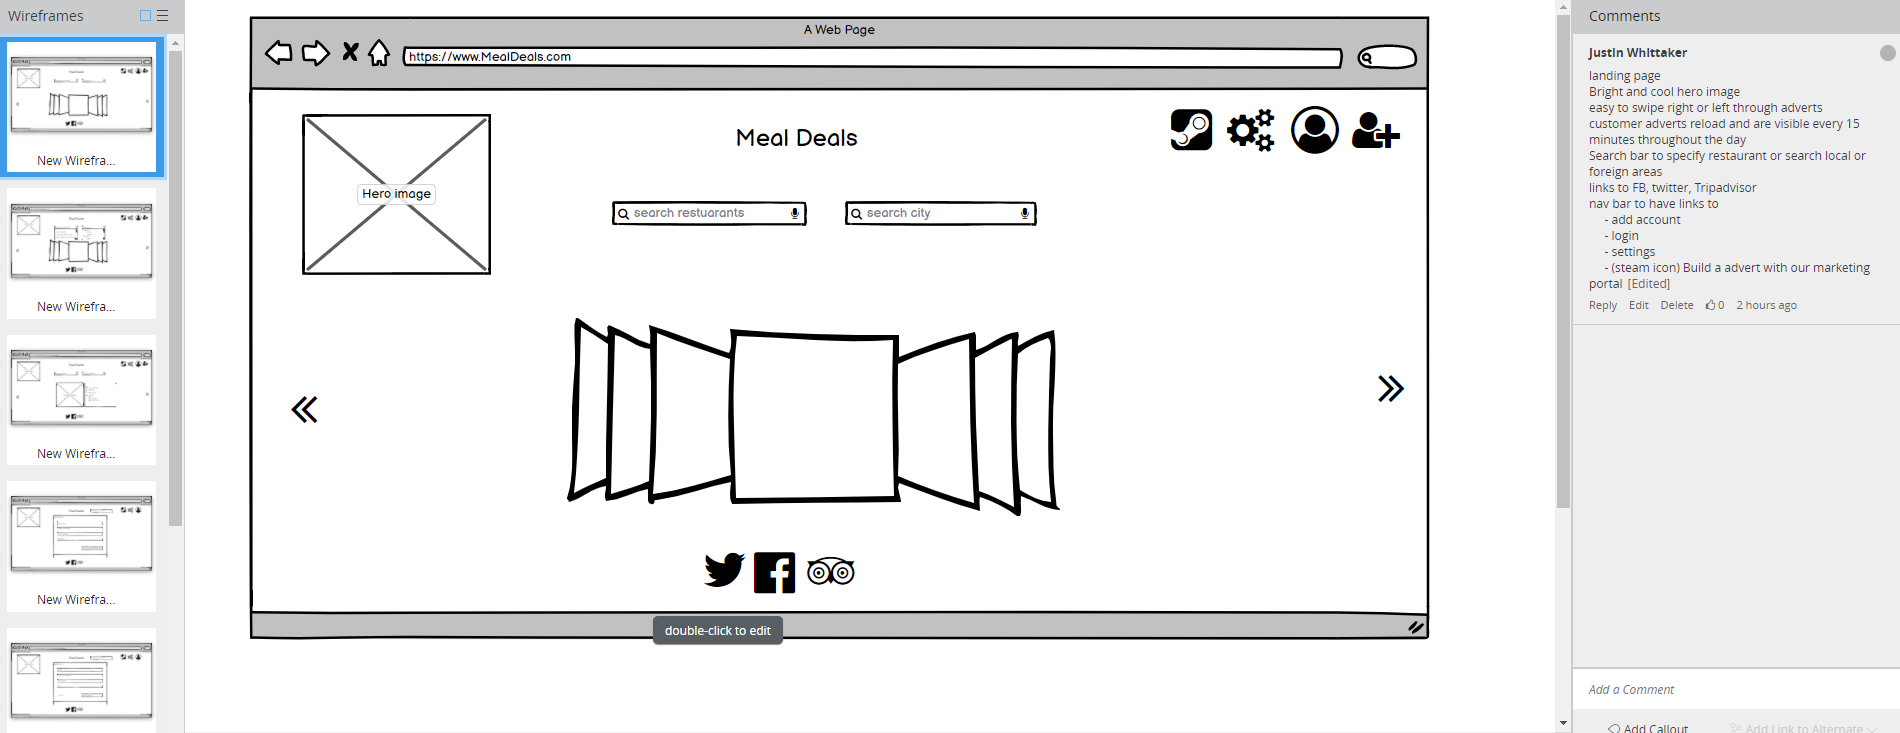 Wireframes
New Wirefra...
New Wirefra...
New Wirefra...
New Wirefra...
A Web Page
https://www.MealDeals.com
Hero image
Meal Deals
search restuarants
search city
double-click to edit
Comments
Justin Whittaker
landing page
Bright and cool hero image
easy to swipe right or left through adverts
customer adverts reload and are visible every 15
minutes throughout the day
Search bar to specify restaurant or search local or
foreign areas
links to FB, twitter, Tripadvisor
nav bar to have links to
- add account
- login
- settings
- (steam icon) Build a advert with our marketing
portal [Edited]
Reply Edit Delete 0 2 hours ago
Add a Comment
Add Callout Add Link to Alternate